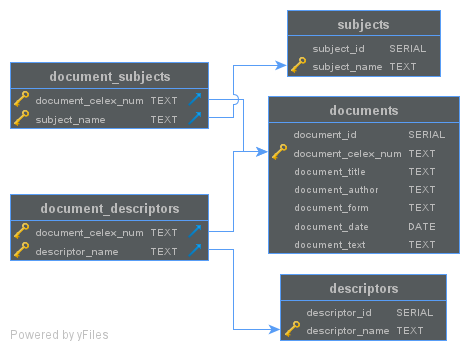 subjects
subject_id SERIAL
subject_name TEXT
document_subjects
document_celex_num TEXT
subject_name TEXT
documents
document_id SERIAL
document_celex_num TEXT
document_title TEXT
document_author TEXT
document_form TEXT
document_date DATE
document_text TEXT
document_descriptors
document_celex_num TEXT
descriptor_name TEXT
descriptors
descriptor_id SERIAL
descriptor_name TEXT
Powered by yFiles